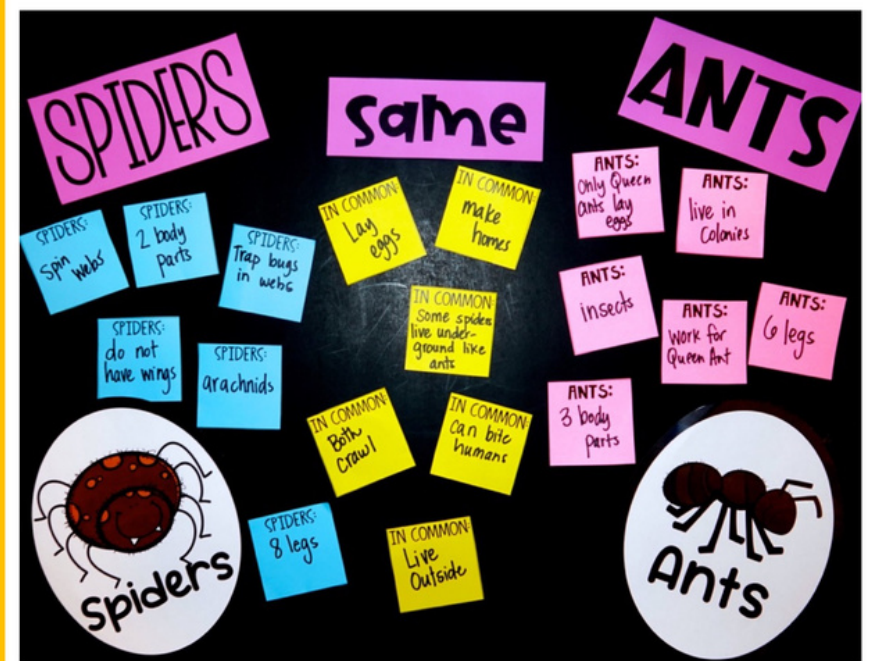 SPIDERS
same
ANTS
SPIDERS:
Spin
webs
SPIDERS:
2 body
parts
SPIDERS:
Trap bugs
in webs
SPIDERS:
do not
have wings
SPIDERS:
arachnids
SPIDERS:
8 legs
IN COMMON:
Lay
eggs
IN COMMON:
make
homes
IN COMMON:
Some spiders
live under-
ground like
ants
IN COMMON:
Both
Crawl
IN COMMON:
Can bite
humans
IN COMMON:
Live
Outside
ANTS:
Only Queen
ants lay
eggs
ANTS:
live in
Colonies
ANTS:
insects
ANTS:
work for
Queen Ant
ANTS:
6 legs
ANTS:
3 body
parts
Spiders
Ants